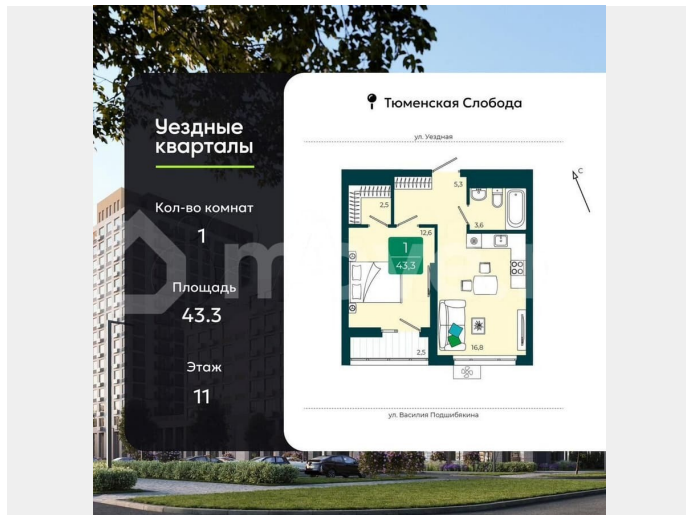 Уездные
кварталы
Кол-во комнат
1
Площадь
43.3
Этаж
11
Тюменская Слобода
ул. Уездная
С
5,3
2,5
3,6
12,6
1
43,3
16,8
2,5
ул. Василия Подшибякина